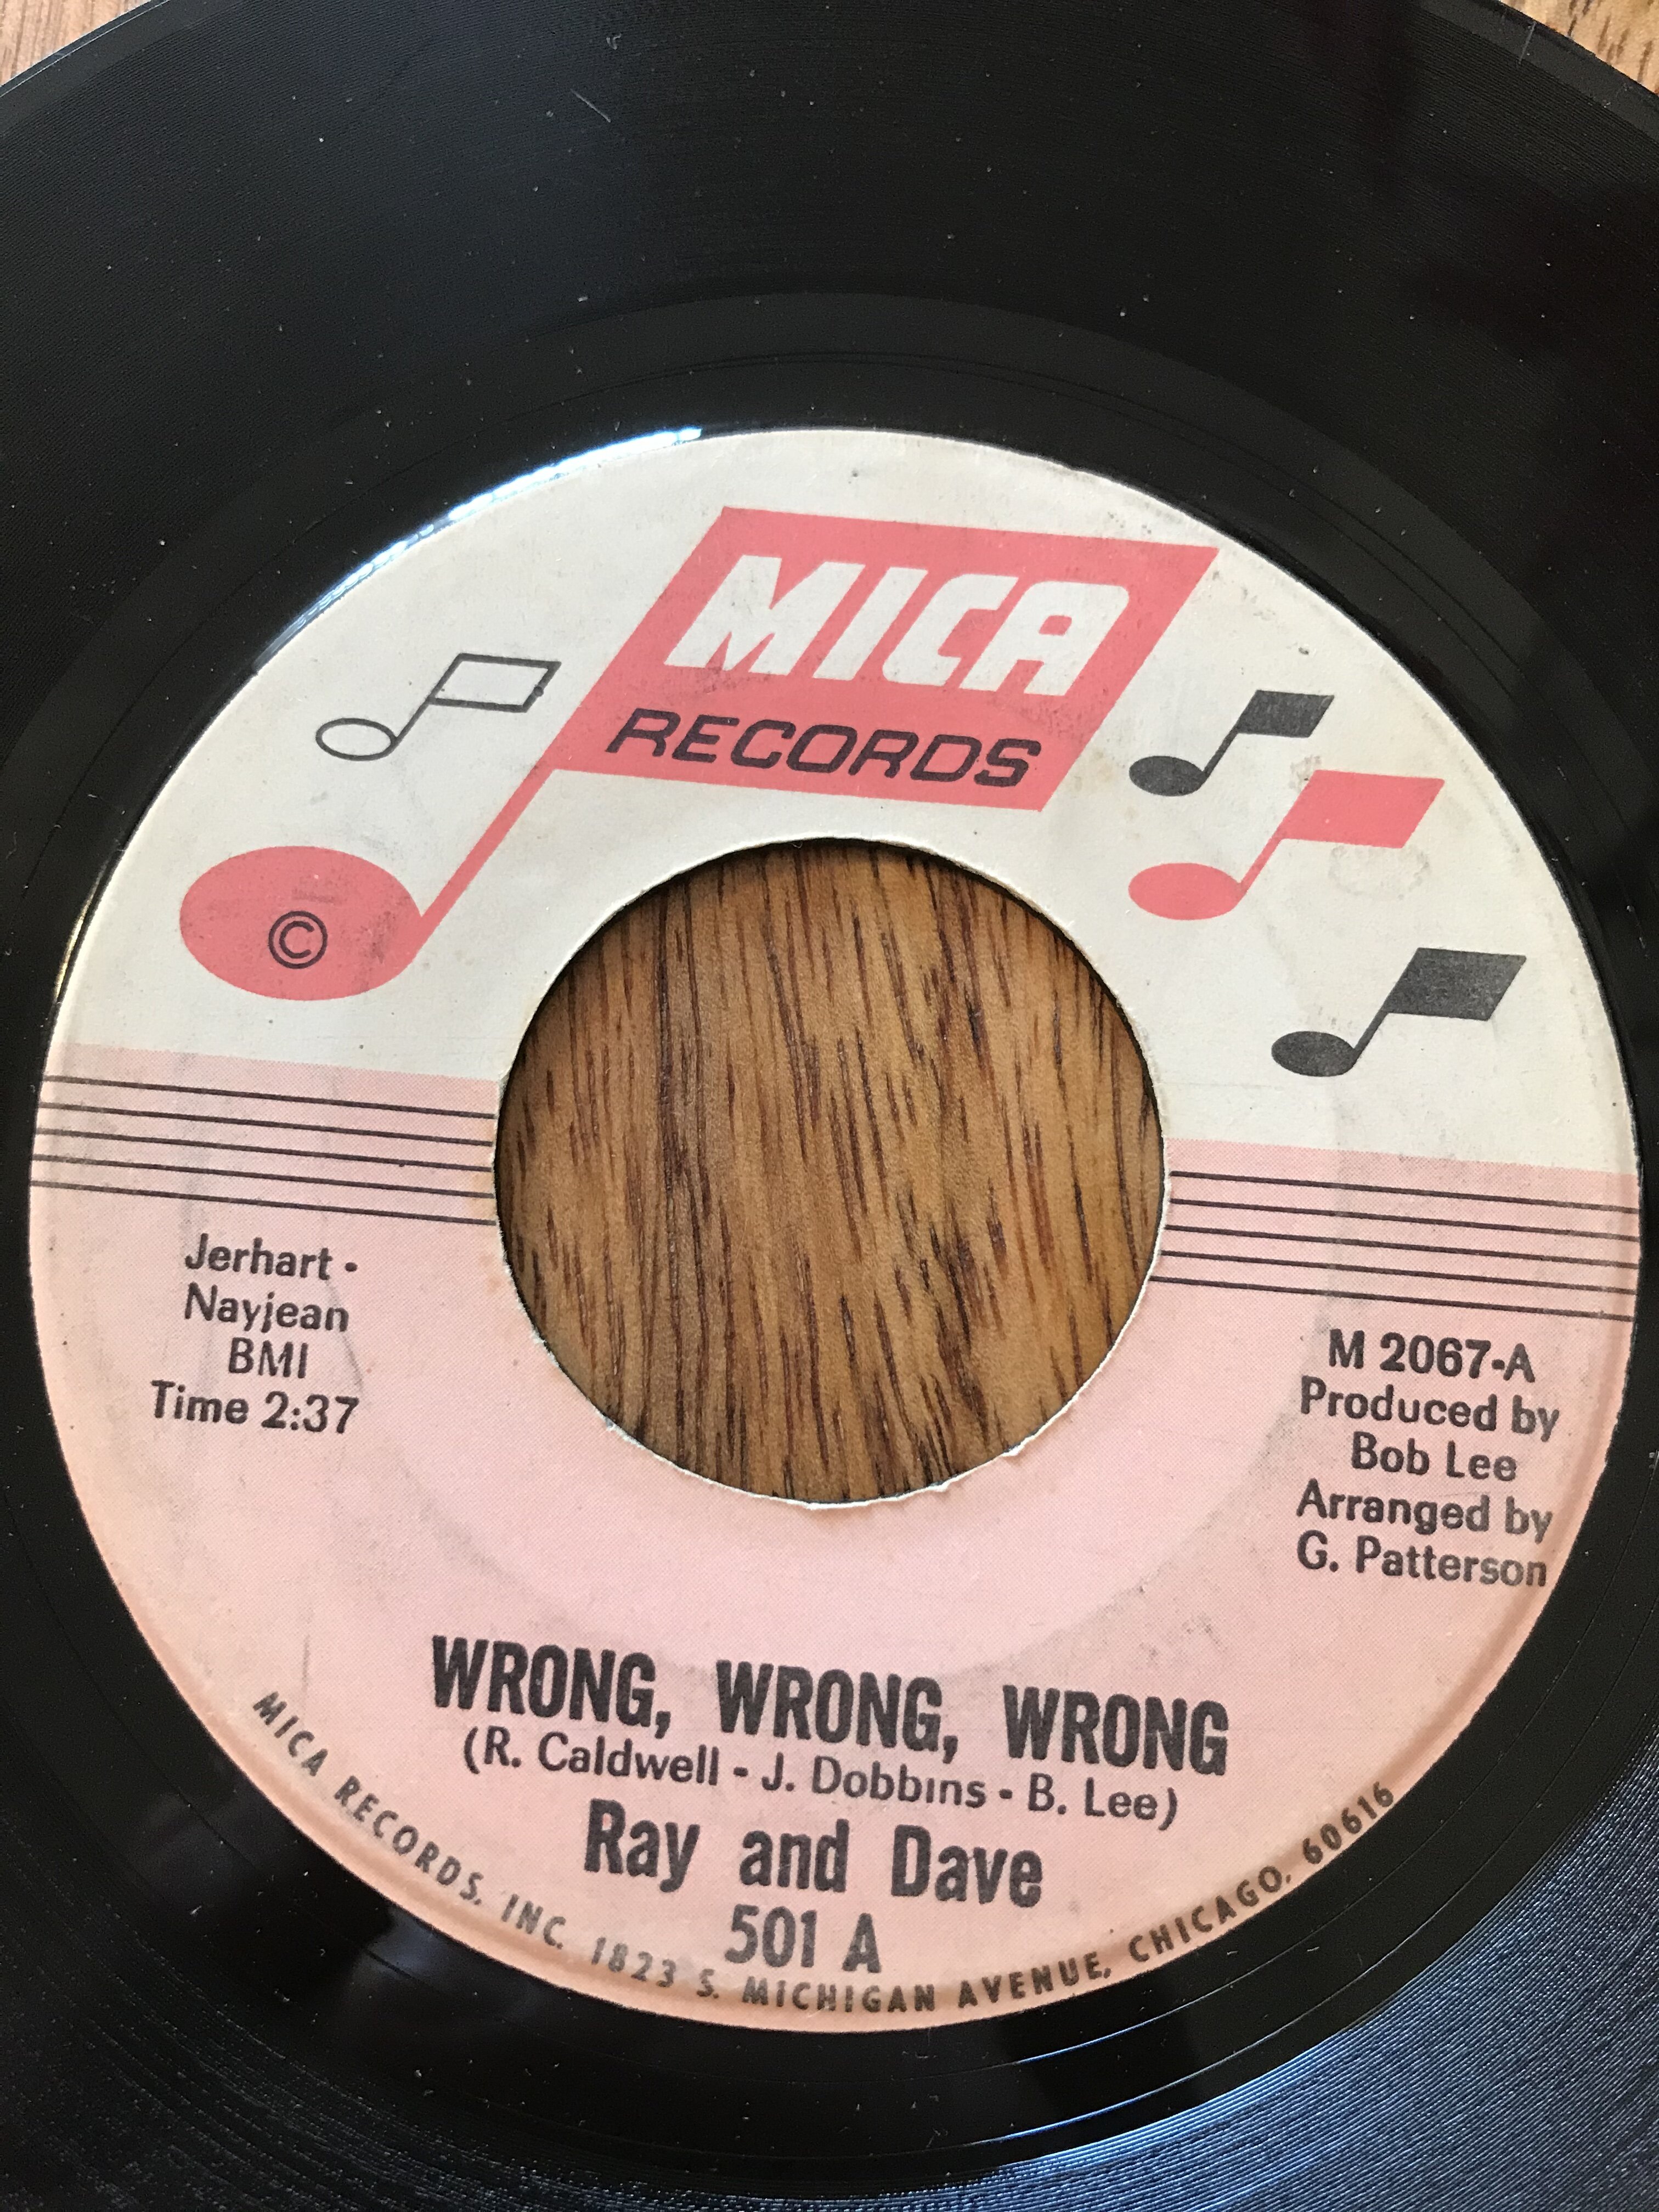 MICA
RECORDS
©
Jerhart •
Nayjean
BMI
Time 2:37
M 2067-A
Produced by
Bob Lee
Arranged by
G. Patterson
WRONG, WRONG, WRONG
(R. Caldwell - J. Dobbins - B. Lee)
Ray and Dave
501 A
MICA RECORDS, INC. 1823 S. MICHIGAN AVENUE, CHICAGO, 60616